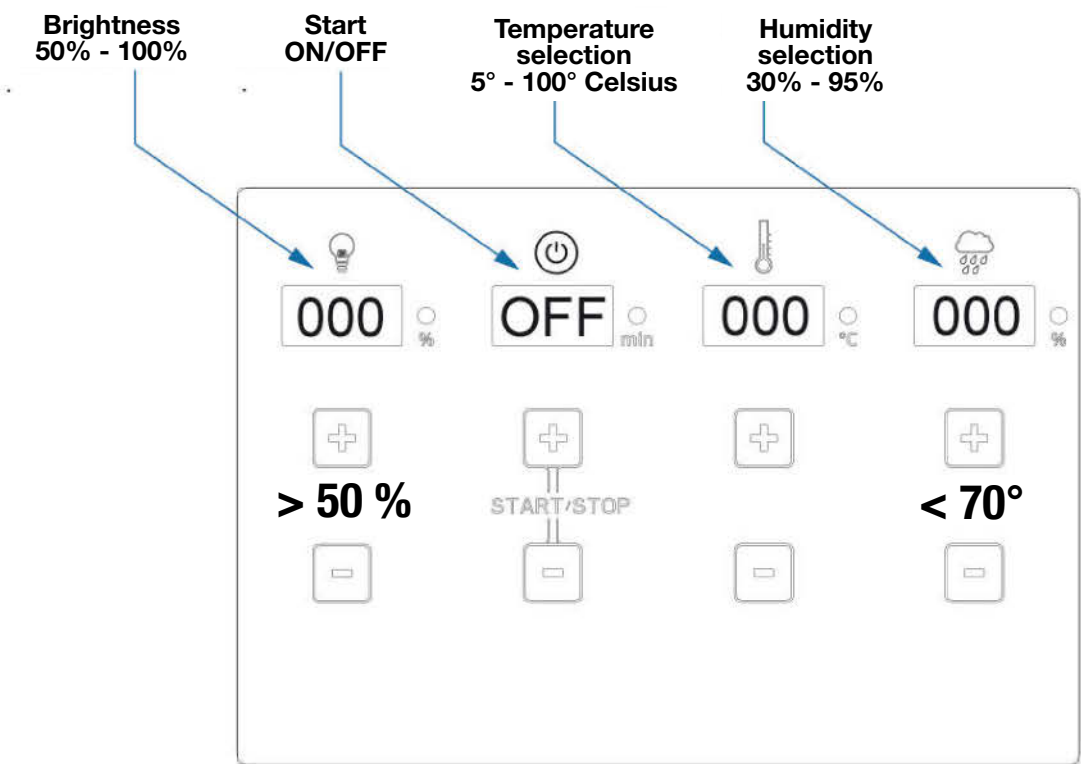 Brightness
50% - 100%
Start
ON/OFF
Temperature
selection
5° - 100° Celsius
Humidity
selection
30% - 95%
000
%
OFF
min
000
°C
000
%
> 50 %
START/STOP
< 70°